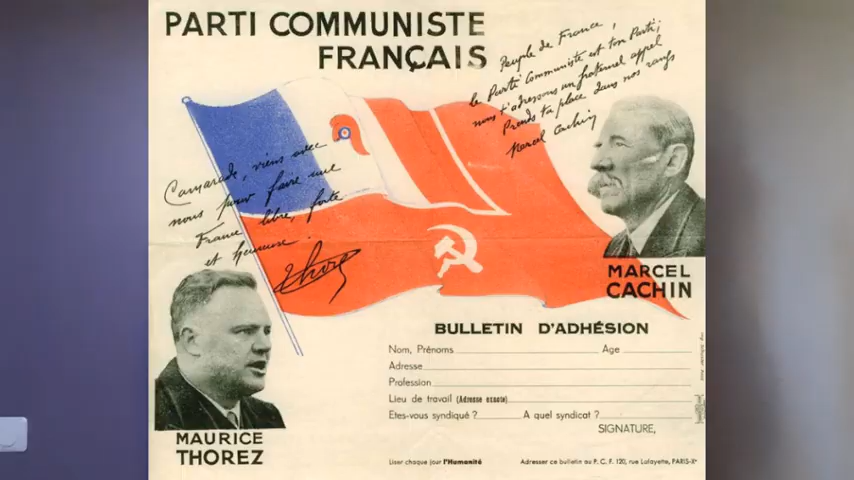 PARTI COMMUNISTE
FRANÇAIS
Peuple de France,
le Parti Communiste est ton Parti;
nous t'adressons un fraternel appel
Prends ta place dans nos rangs
Marcel Cachin
Camarade, viens avec
nous pour faire une
France libre, forte
et heureuse.
Thorez
MARCEL
CACHIN
MAURICE
THOREZ
BULLETIN D'ADHÉSION
Nom, Prénoms Age
Adresse
Profession
Lieu de travail (Adresse exacte)
Etes-vous syndiqué ? A quel syndicat ?
SIGNATURE,
Liser chaque jour l'Humanité Adresser ce bulletin au P. C. F. 120, rue Lafayette, PARIS-Xᵉ